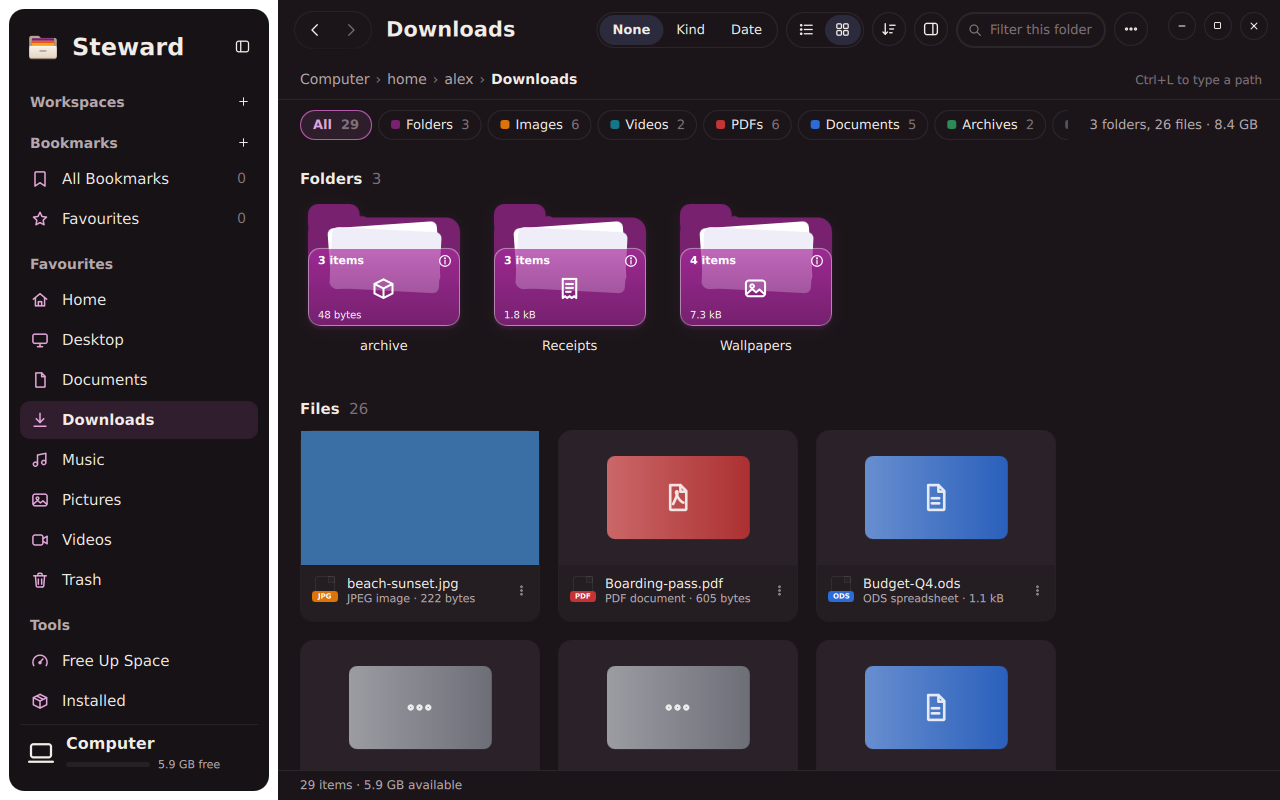 Steward
Workspaces
Bookmarks
All Bookmarks 0
Favourites 0
Favourites
Home
Desktop
Documents
Downloads
Music
Pictures
Videos
Trash
Tools
Free Up Space
Installed
Computer
5.9 GB free
Downloads
None Kind Date
Filter this folder
Computer › home › alex › Downloads
Ctrl+L to type a path
All 29 Folders 3 Images 6 Videos 2 PDFs 6 Documents 5 Archives 2
3 folders, 26 files · 8.4 GB
Folders 3
3 items
48 bytes
archive
3 items
1.8 kB
Receipts
4 items
7.3 kB
Wallpapers
Files 26
JPG
beach-sunset.jpg
JPEG image · 222 bytes
PDF
Boarding-pass.pdf
PDF document · 605 bytes
ODS
Budget-Q4.ods
ODS spreadsheet · 1.1 kB
29 items · 5.9 GB available